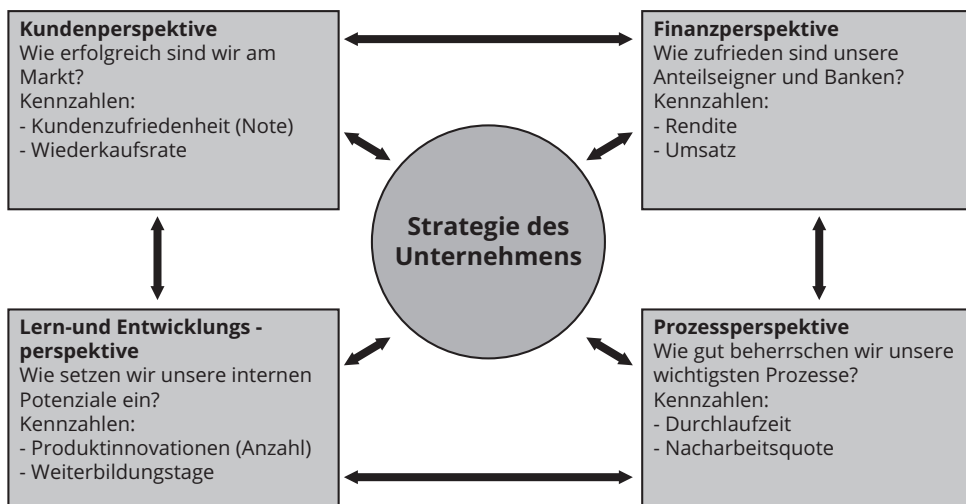 Kundenperspektive
Wie erfolgreich sind wir am
Markt?
Kennzahlen:
- Kundenzufriedenheit (Note)
- Wiederkaufsrate
Finanzperspektive
Wie zufrieden sind unsere
Anteilseigner und Banken?
Kennzahlen:
- Rendite
- Umsatz
Strategie des
Unternehmens
Lern-und Entwicklungs -
perspektive
Wie setzen wir unsere internen
Potenziale ein?
Kennzahlen:
- Produktinnovationen (Anzahl)
- Weiterbildungstage
Prozessperspektive
Wie gut beherrschen wir unsere
wichtigsten Prozesse?
Kennzahlen:
- Durchlaufzeit
- Nacharbeitsquote